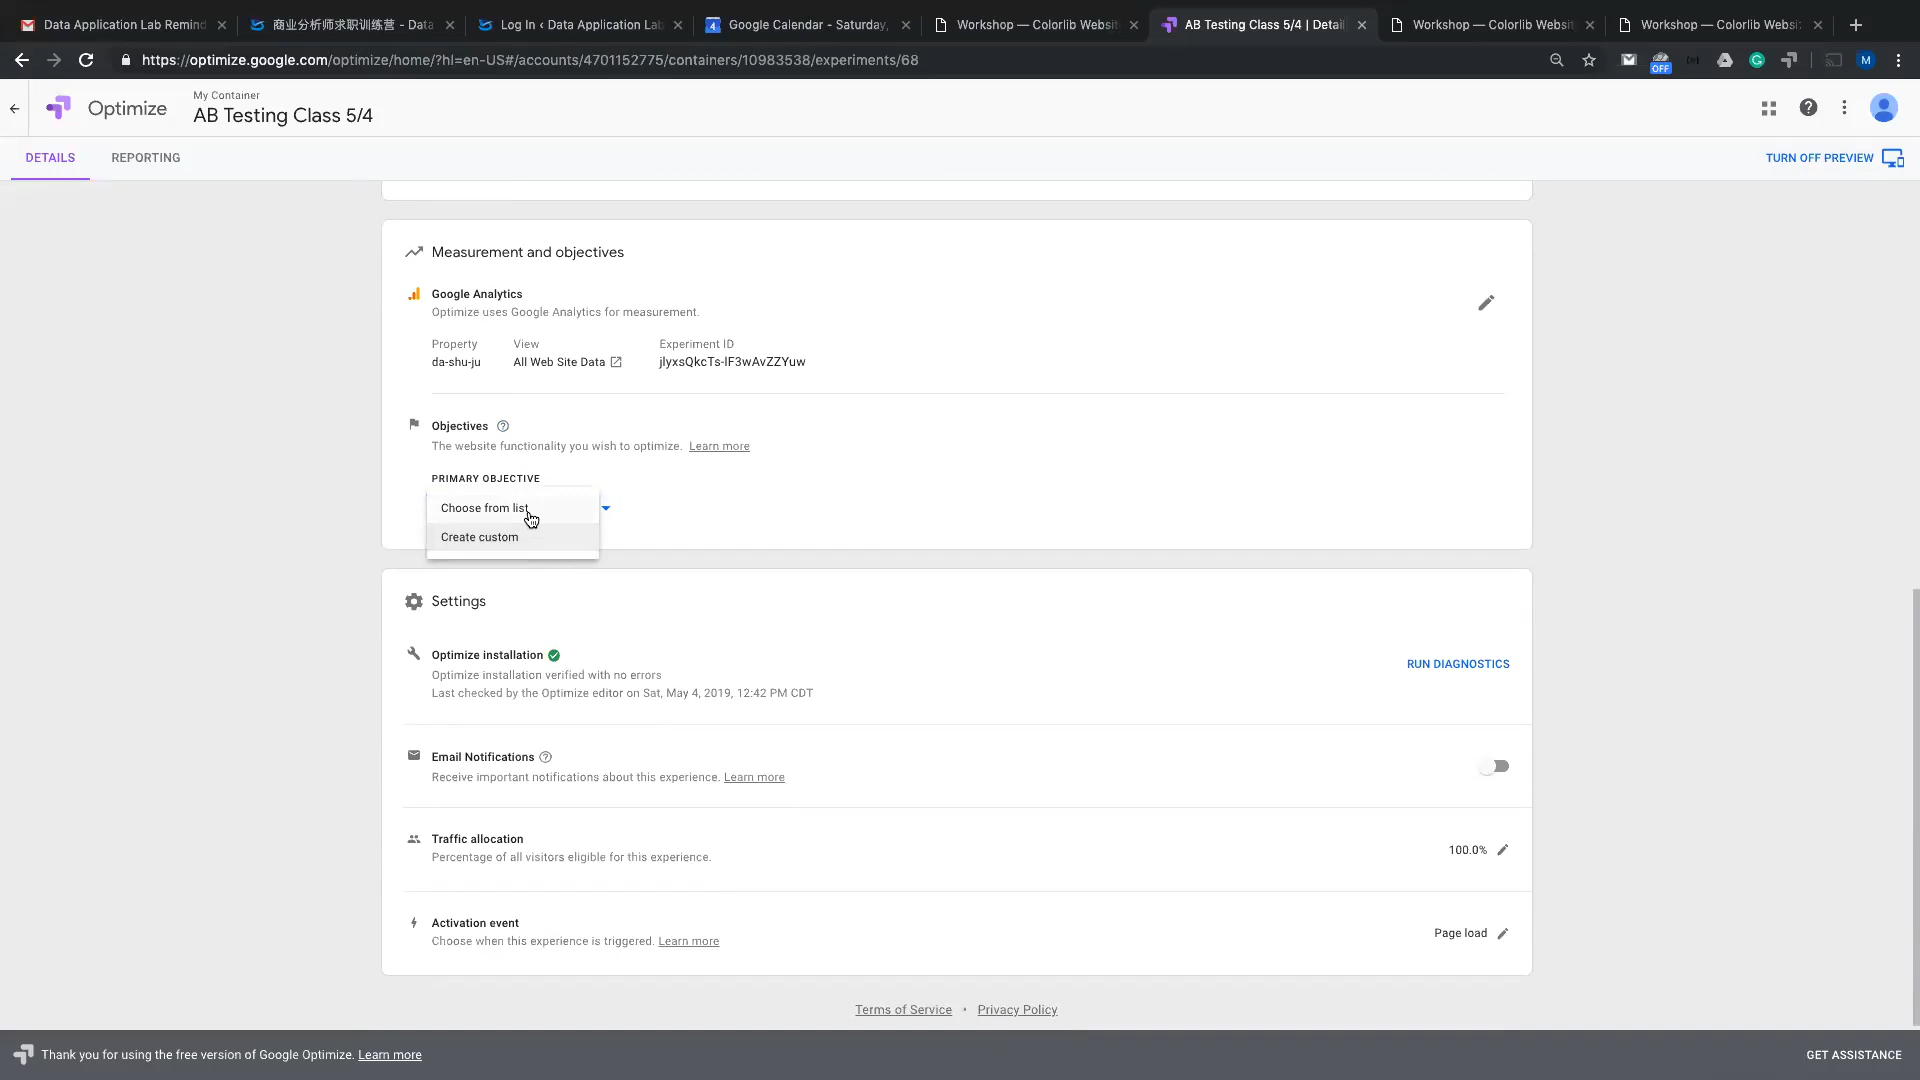 Data Application Lab Remind
商业分析师求职训练营 - Data
Log In ‹ Data Application Lab
Google Calendar - Saturday,
Workshop — Colorlib Websit
AB Testing Class 5/4 | Detail
Workshop — Colorlib Websit
Workshop — Colorlib Websi
https://optimize.google.com/optimize/home/?hl=en-US#/accounts/4701152775/containers/10983538/experiments/68
OFF
M
Optimize
My Container
AB Testing Class 5/4
DETAILS
REPORTING
TURN OFF PREVIEW
Measurement and objectives
Google Analytics
Optimize uses Google Analytics for measurement.
Property View Experiment ID
da-shu-ju All Web Site Data jlyxsQkcTs-lF3wAvZZYuw
Objectives
The website functionality you wish to optimize. Learn more
PRIMARY OBJECTIVE
Choose from list
Create custom
Settings
Optimize installation
Optimize installation verified with no errors
Last checked by the Optimize editor on Sat, May 4, 2019, 12:42 PM CDT
RUN DIAGNOSTICS
Email Notifications
Receive important notifications about this experience. Learn more
Traffic allocation
Percentage of all visitors eligible for this experience.
100.0%
Activation event
Choose when this experience is triggered. Learn more
Page load
Terms of Service • Privacy Policy
Thank you for using the free version of Google Optimize. Learn more
GET ASSISTANCE